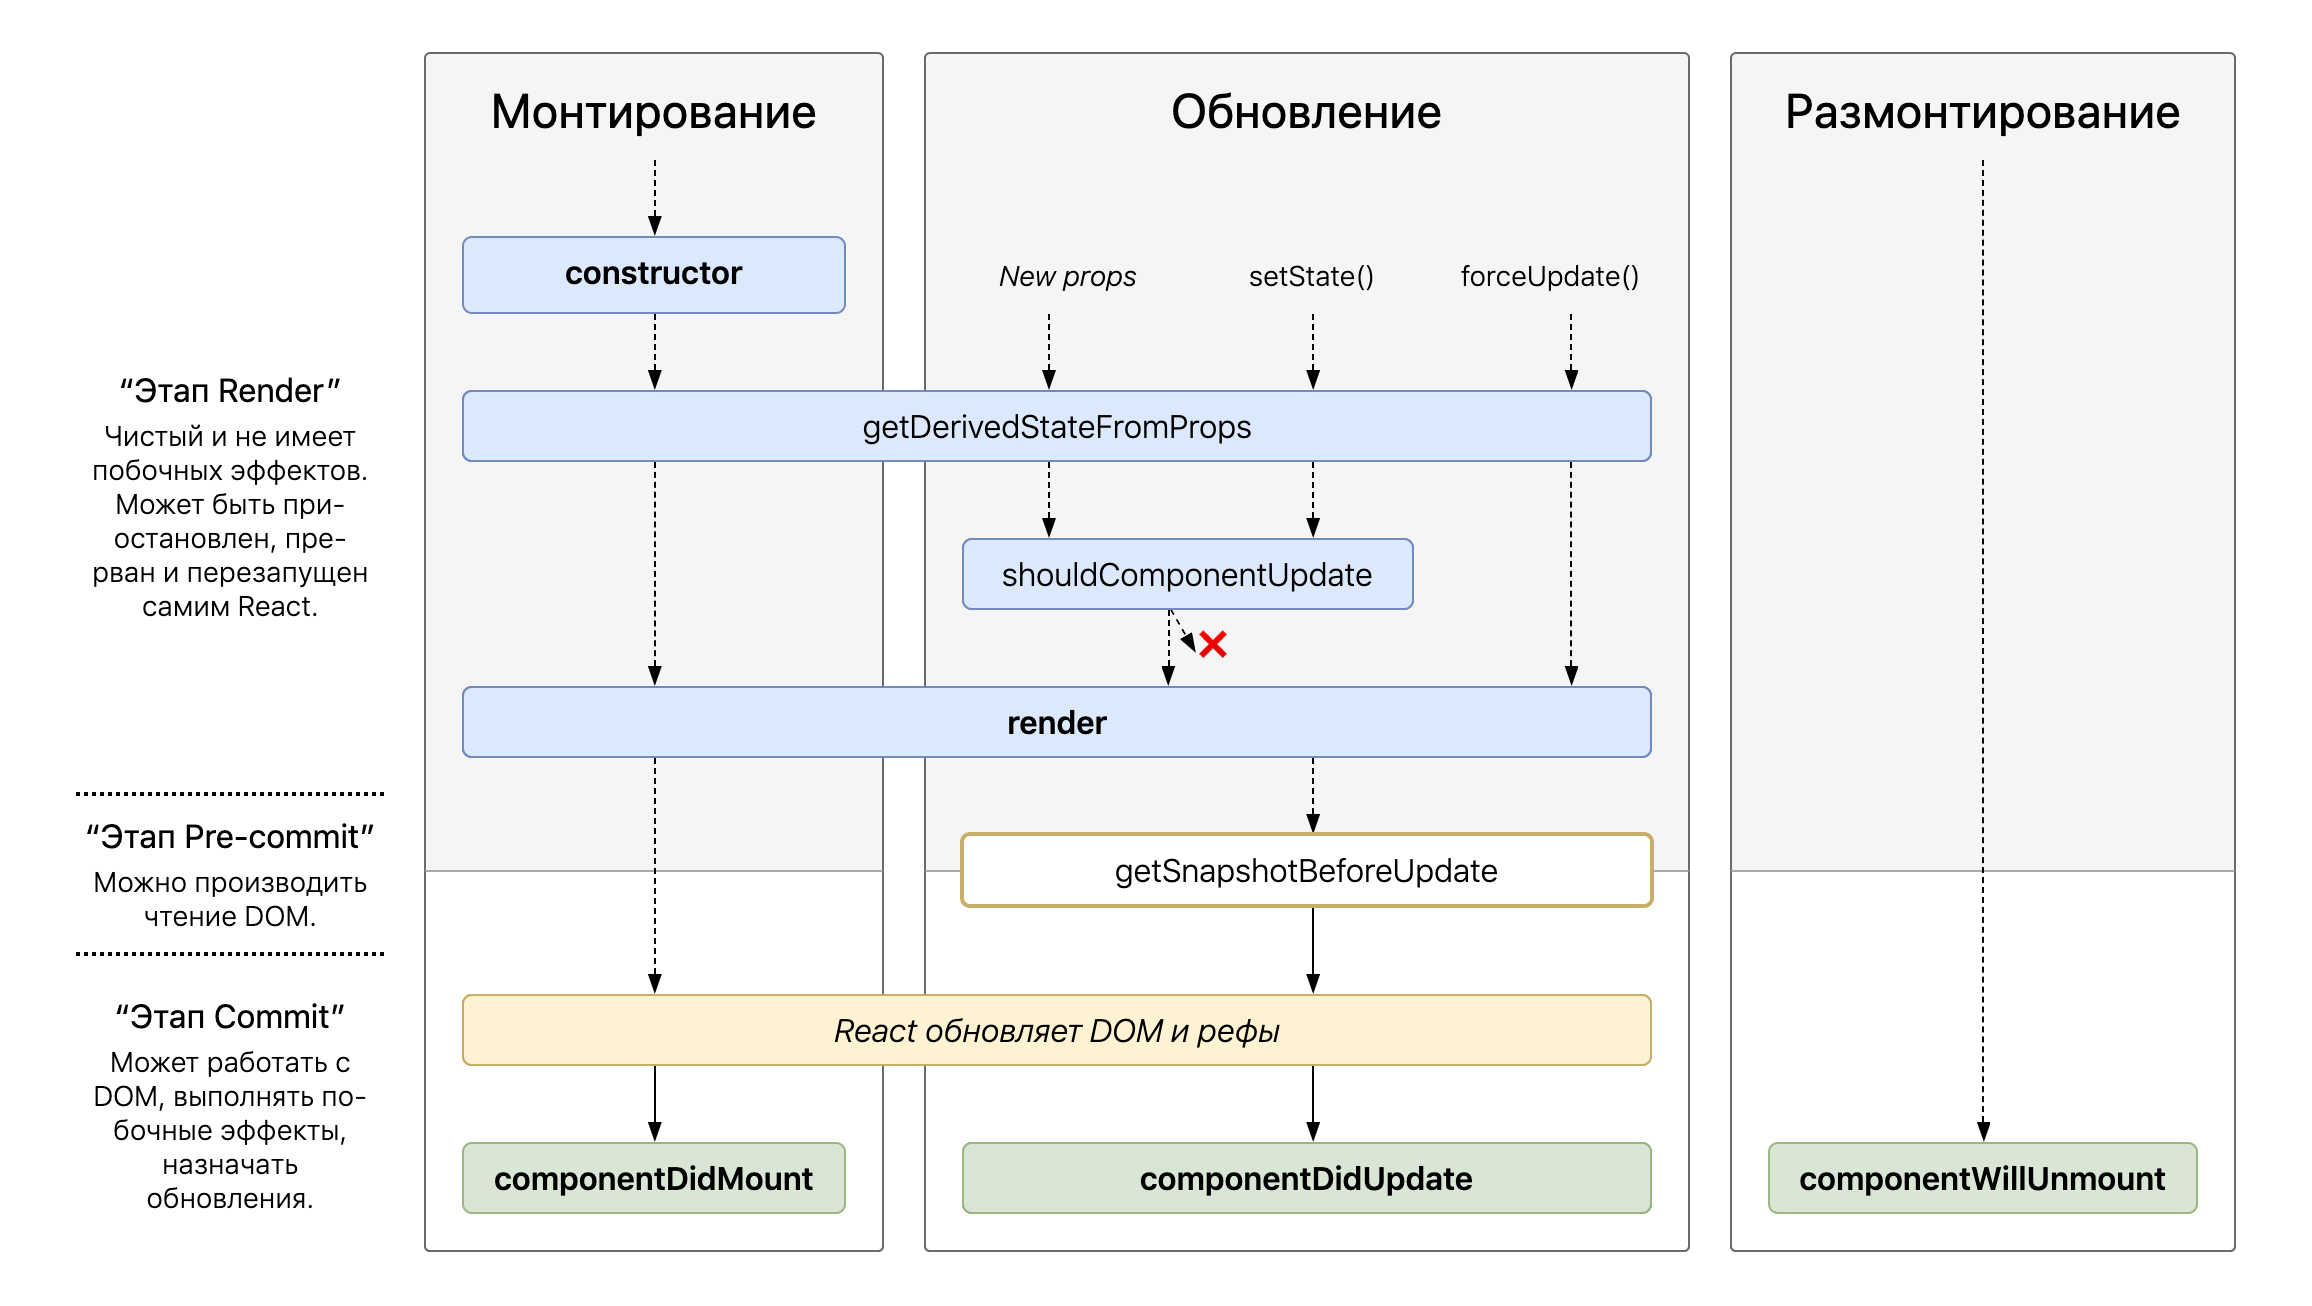 Монтирование
Обновление
Размонтирование
constructor
New props
setState()
forceUpdate()
“Этап Render”
Чистый и не имеет
побочных эффектов.
Может быть при-
остановлен, пре-
рван и перезапущен
самим React.
getDerivedStateFromProps
shouldComponentUpdate
render
“Этап Pre-commit”
Можно производить
чтение DOM.
getSnapshotBeforeUpdate
“Этап Commit”
Может работать с
DOM, выполнять по-
бочные эффекты,
назначать
обновления.
React обновляет DOM и рефы
componentDidMount
componentDidUpdate
componentWillUnmount